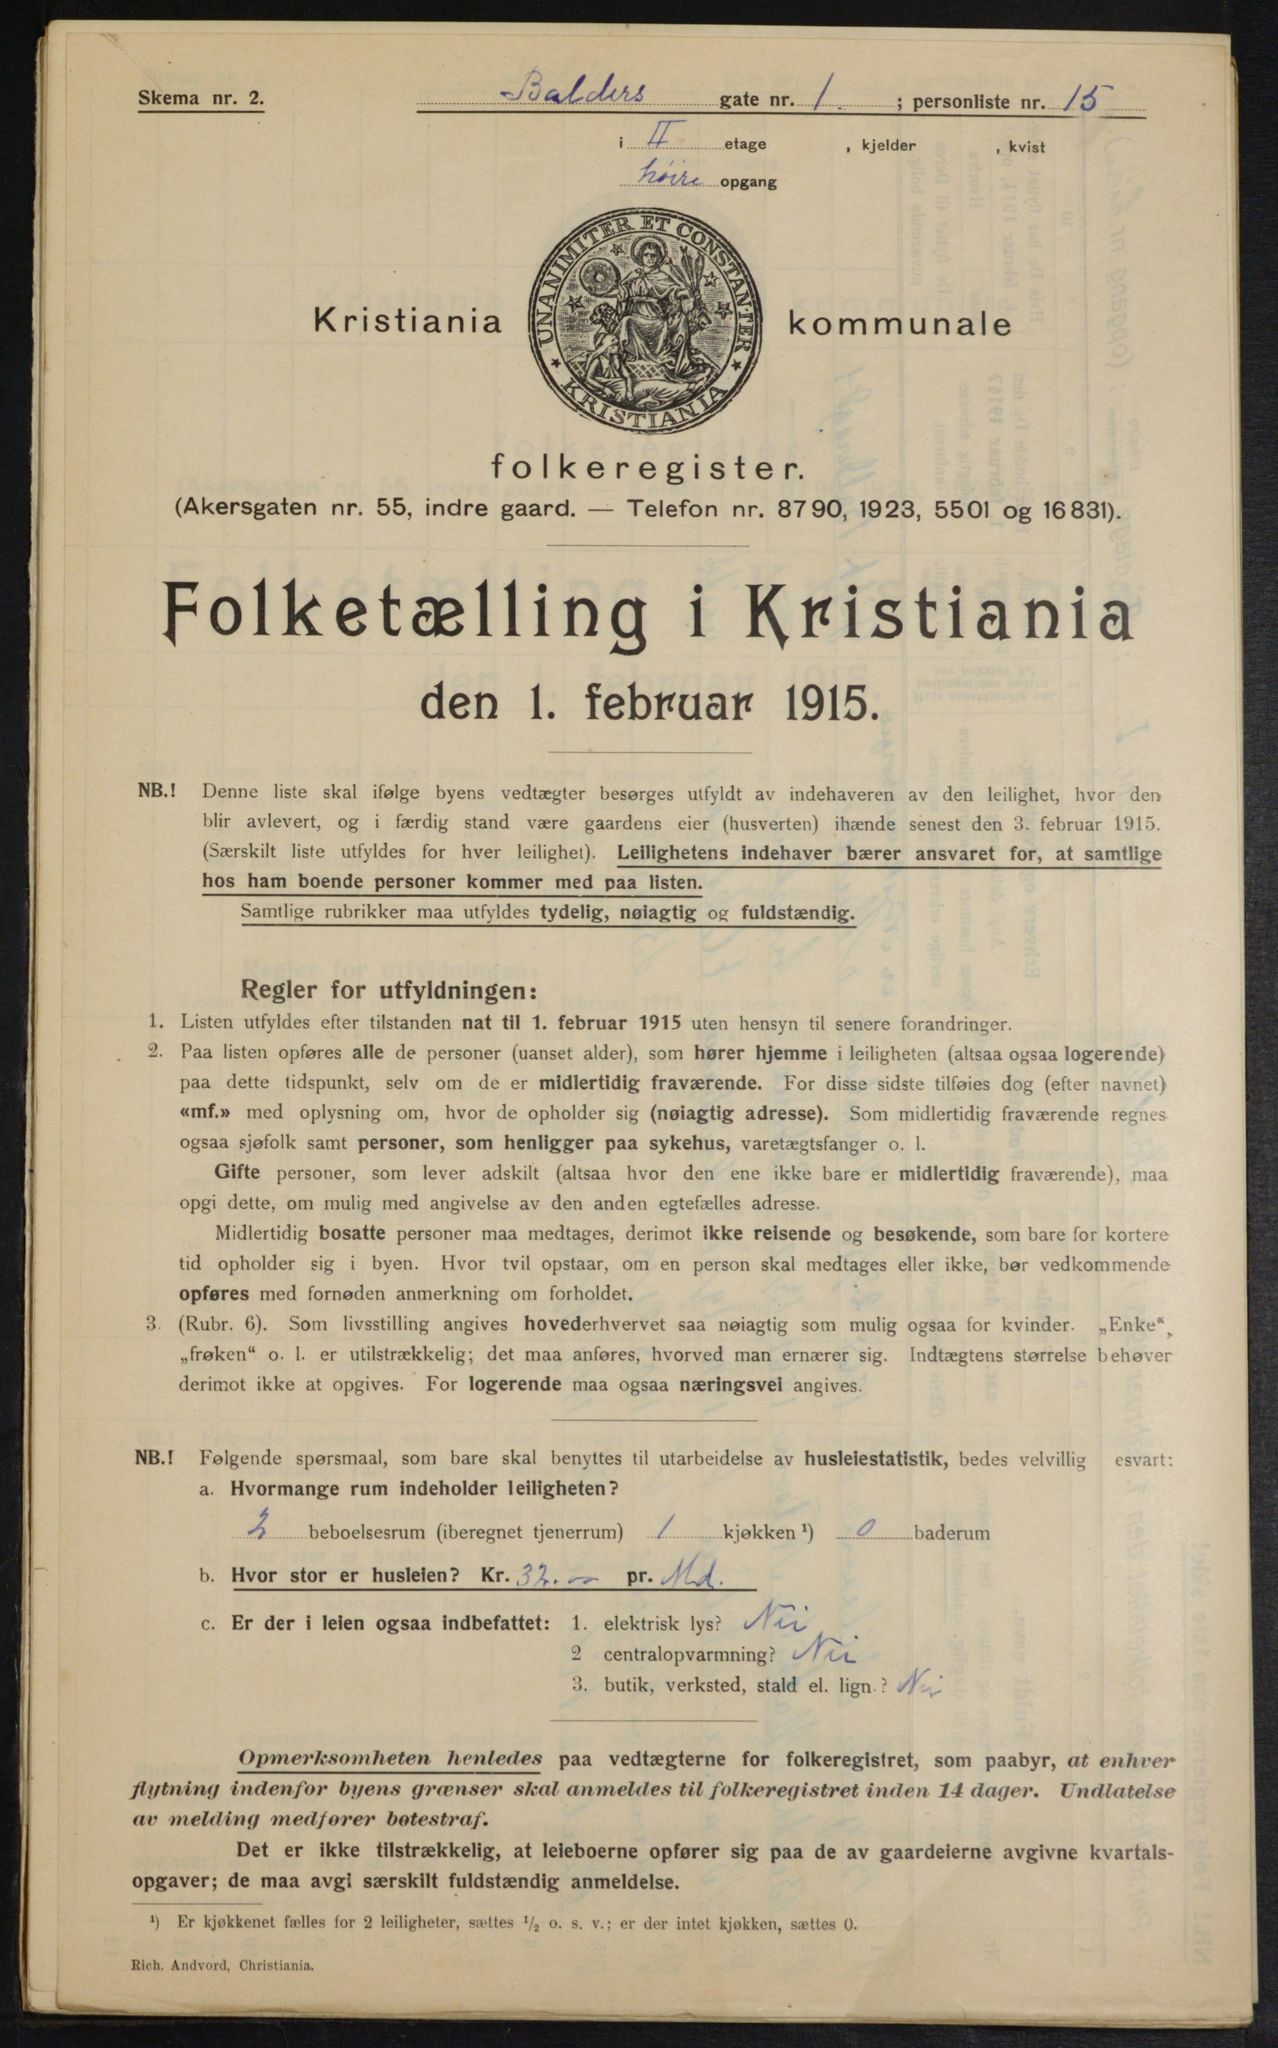 Skema nr. 2.
Balders gate nr. 1. ; personliste nr. 15
i II etage , kjelder , kvist
høire opgang
UNANIMITER ET CONSTANTER
KRISTIANIA
Kristiania kommunale
folkeregister.
(Akersgaten nr. 55, indre gaard. — Telefon nr. 8790, 1923, 5501 og 16831).
Folketælling i Kristiania
den 1. februar 1915.
NB.! Denne liste skal ifølge byens vedtægter besørges utfyldt av indehaveren av den leilighet, hvor den
blir avlevert, og i færdig stand være gaardens eier (husverten) ihænde senest den 3. februar 1915.
(Særskilt liste utfyldes for hver leilighet). Leilighetens indehaver bærer ansvaret for, at samtlige
hos ham boende personer kommer med paa listen.
Samtlige rubrikker maa utfyldes tydelig, nøiagtig og fuldstændig.
Regler for utfyldningen:
1. Listen utfyldes efter tilstanden nat til 1. februar 1915 uten hensyn til senere forandringer.
2. Paa listen opføres alle de personer (uanset alder), som hører hjemme i leiligheten (altsaa ogsaa logerende)
paa dette tidspunkt, selv om de er midlertidig fraværende. For disse sidste tilføies dog (efter navnet)
«mf.» med oplysning om, hvor de opholder sig (nøiagtig adresse). Som midlertidig fraværende regnes
ogsaa sjøfolk samt personer, som henligger paa sykehus, varetægtsfanger o. l.
Gifte personer, som lever adskilt (altsaa hvor den ene ikke bare er midlertidig fraværende), maa
opgi dette, om mulig med angivelse av den anden egtefælles adresse.
Midlertidig bosatte personer maa medtages, derimot ikke reisende og besøkende, som bare for kortere
tid opholder sig i byen. Hvor tvil opstaar, om en person skal medtages eller ikke, bør vedkommende
opføres med fornøden anmerkning om forholdet.
3. (Rubr. 6). Som livsstilling angives hovederhvervet saa nøiagtig som mulig ogsaa for kvinder. „Enke“,
„frøken“ o. l. er utilstrækkelig; det maa anføres, hvorved man ernærer sig. Indtægtens størrelse behøver
derimot ikke at opgives. For logerende maa ogsaa næringsvei angives.
NB.! Følgende spørsmaal, som bare skal benyttes til utarbeidelse av husleiestatistik, bedes velvillig esvart:
a. Hvormange rum indeholder leiligheten?
2 beboelsesrum (iberegnet tjenerrum) 1 kjøkken ¹) 0 baderum
b. Hvor stor er husleien? Kr. 32.00 pr. Md.
c. Er der i leien ogsaa indbefattet: 1. elektrisk lys? Nei
2 centralopvarmning? Nei
3. butik, verksted, stald el. lign.? Nei
Opmerksomheten henledes paa vedtægterne for folkeregistret, som paabyr, at enhver
flytning indenfor byens grænser skal anmeldes til folkeregistret inden 14 dager. Undlatelse
av melding medfører bøtestraf.
Det er ikke tilstrækkelig, at leieboerne opfører sig paa de av gaardeierne avgivne kvartals-
opgaver; de maa avgi særskilt fuldstændig anmeldelse.
¹) Er kjøkkenet fælles for 2 leiligheter, sættes ¹/₂ o. s. v.; er der intet kjøkken, sættes 0.
Rich. Andvord, Christiania.